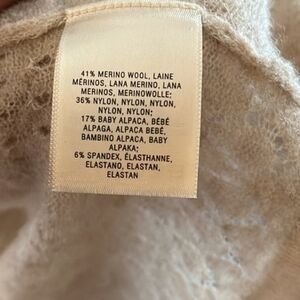 41% MERINO WOOL, LAINE
MÉRINOS, LANA MERINO, LANA
MERINOS, MERINOWOLLE;
36% NYLON, NYLON, NYLON,
NYLON, NYLON;
17% BABY ALPACA, BÉBÉ
ALPAGA, ALPACA BEBÉ,
BAMBINO ALPACA, BABY
ALPAKA;
6% SPANDEX, ÉLASTHANNE,
ELASTANO, ELASTAN,
ELASTAN